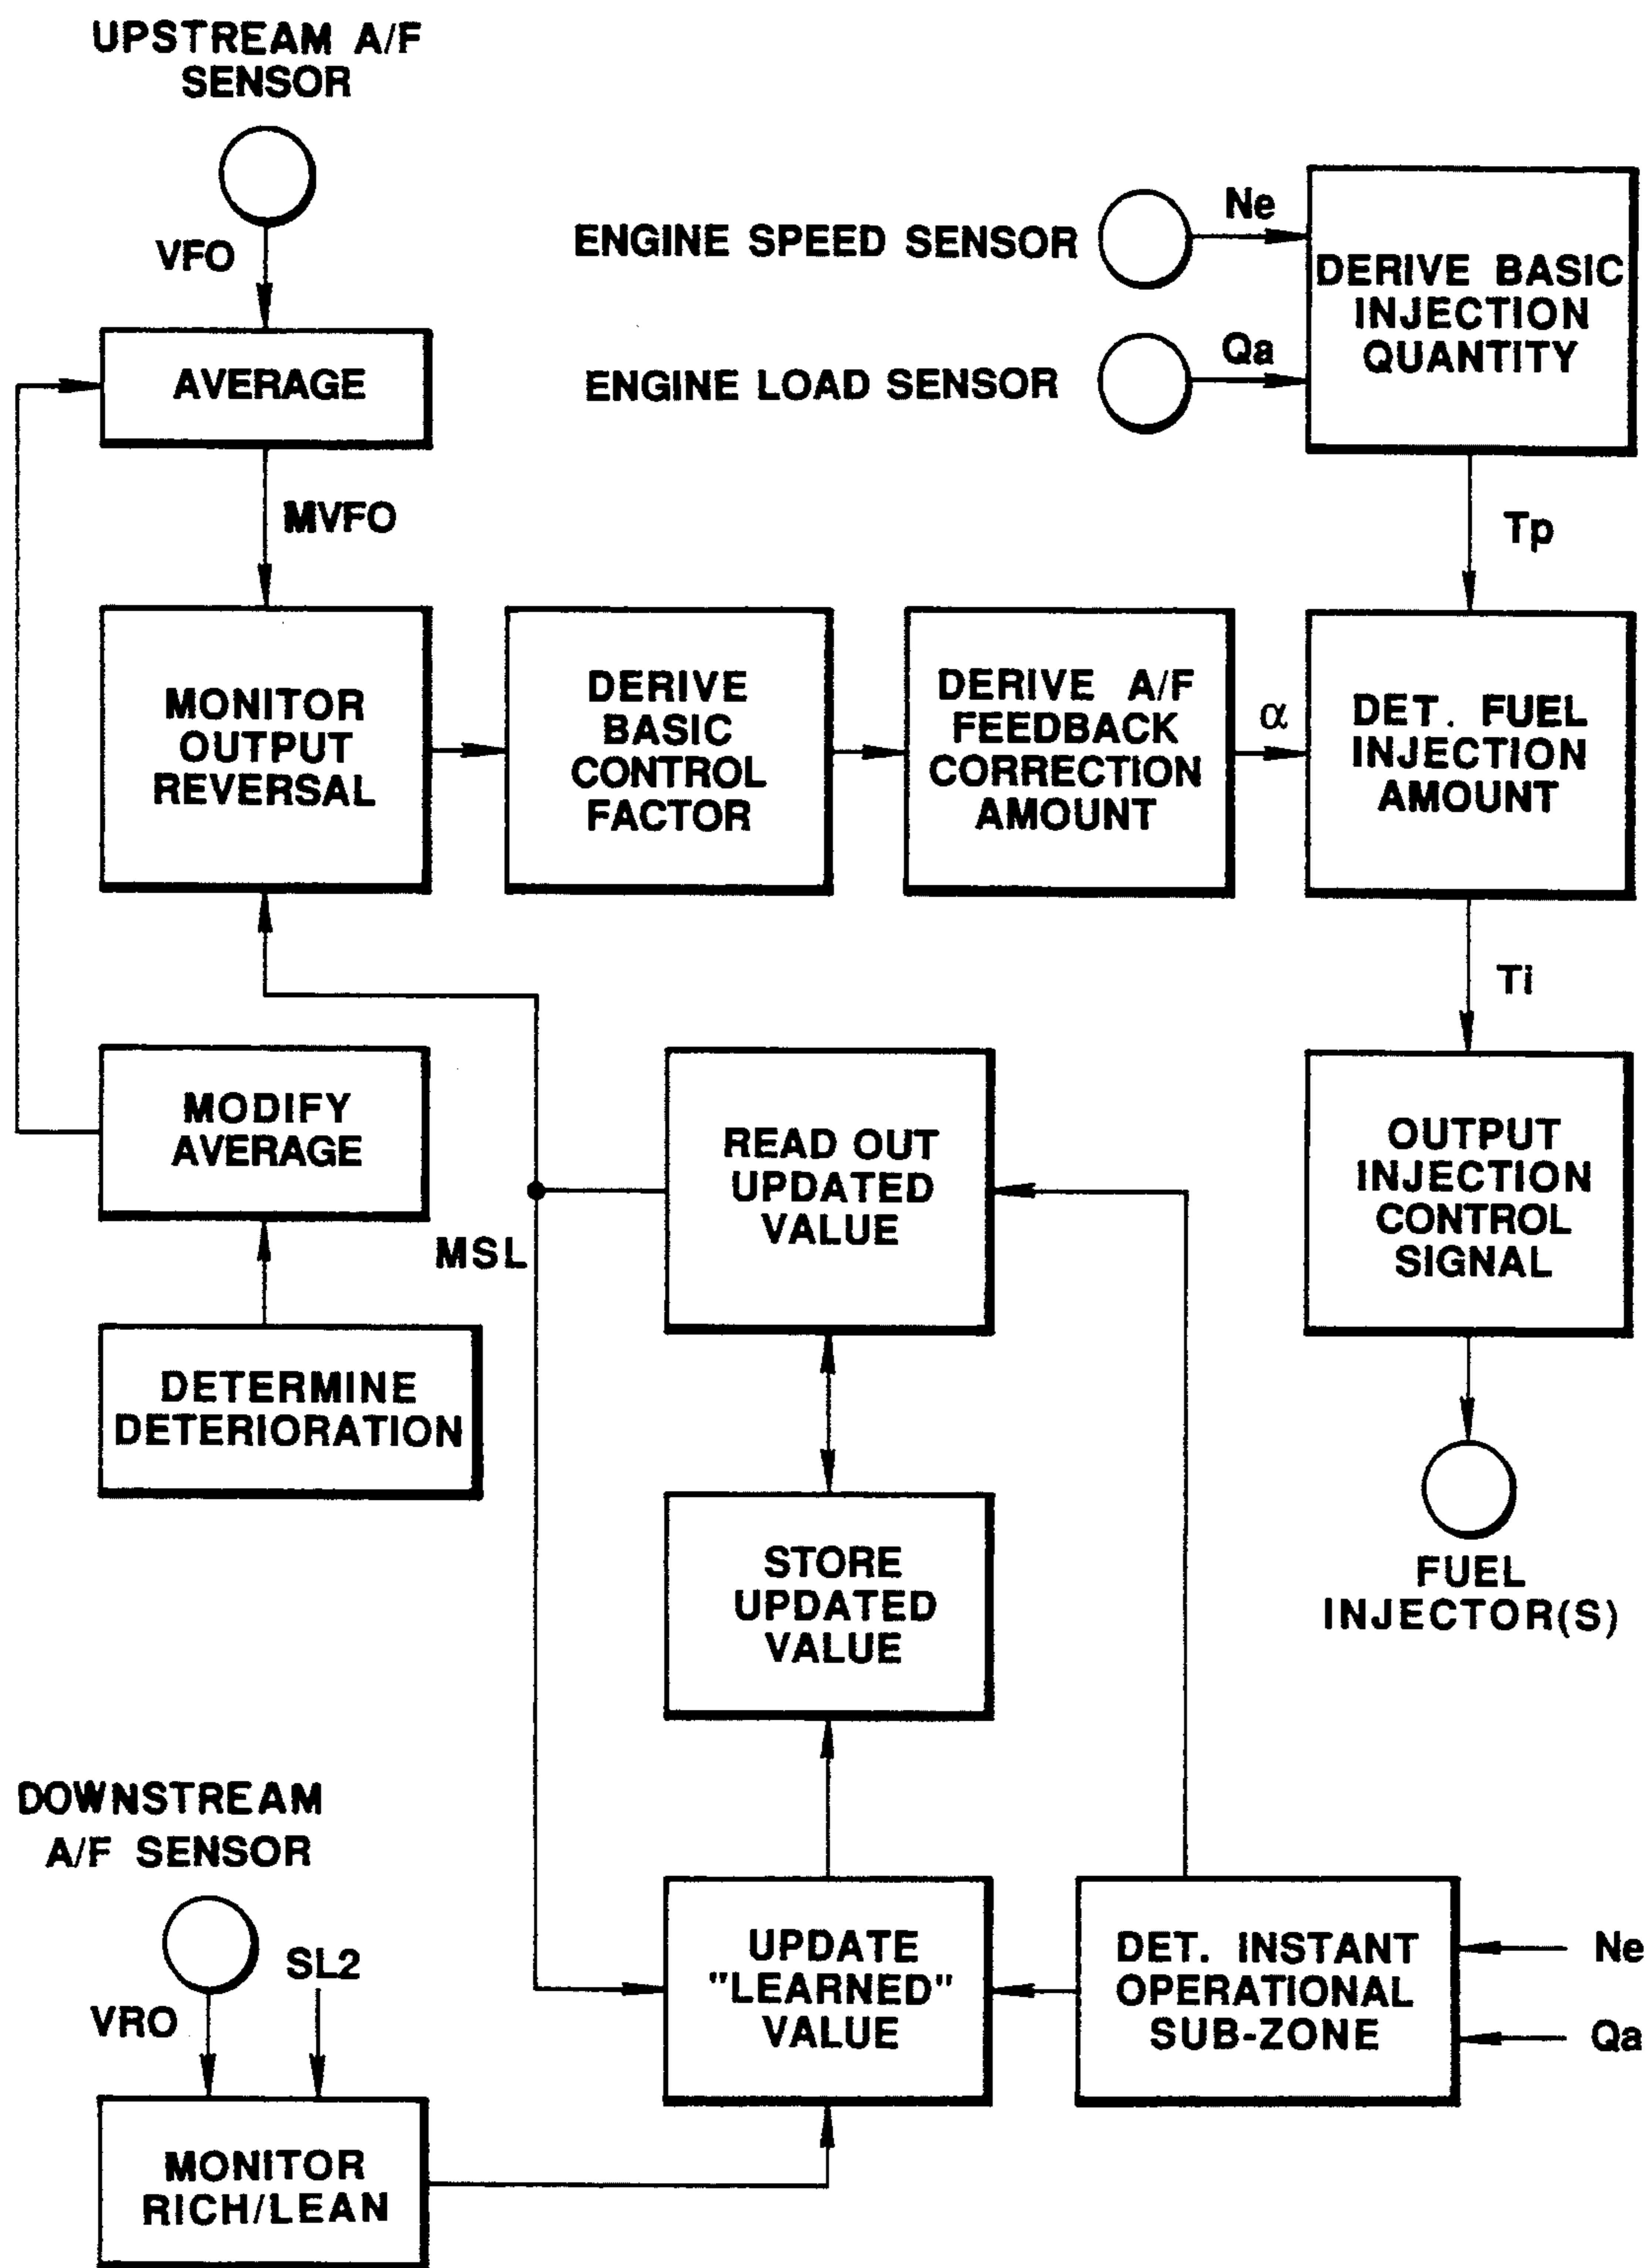 UPSTREAM A/F
SENSOR
VFO
AVERAGE
MVFO
ENGINE SPEED SENSOR
Ne
ENGINE LOAD SENSOR
Qa
DERIVE BASIC
INJECTION
QUANTITY
Tp
MONITOR
OUTPUT
REVERSAL
DERIVE
BASIC
CONTROL
FACTOR
DERIVE A/F
FEEDBACK
CORRECTION
AMOUNT
α
DET. FUEL
INJECTION
AMOUNT
Ti
MODIFY
AVERAGE
MSL
READ OUT
UPDATED
VALUE
OUTPUT
INJECTION
CONTROL
SIGNAL
DETERMINE
DETERIORATION
STORE
UPDATED
VALUE
FUEL
INJECTOR(S)
DOWNSTREAM
A/F SENSOR
SL2
VRO
UPDATE
"LEARNED"
VALUE
DET. INSTANT
OPERATIONAL
SUB-ZONE
Ne
Qa
MONITOR
RICH/LEAN